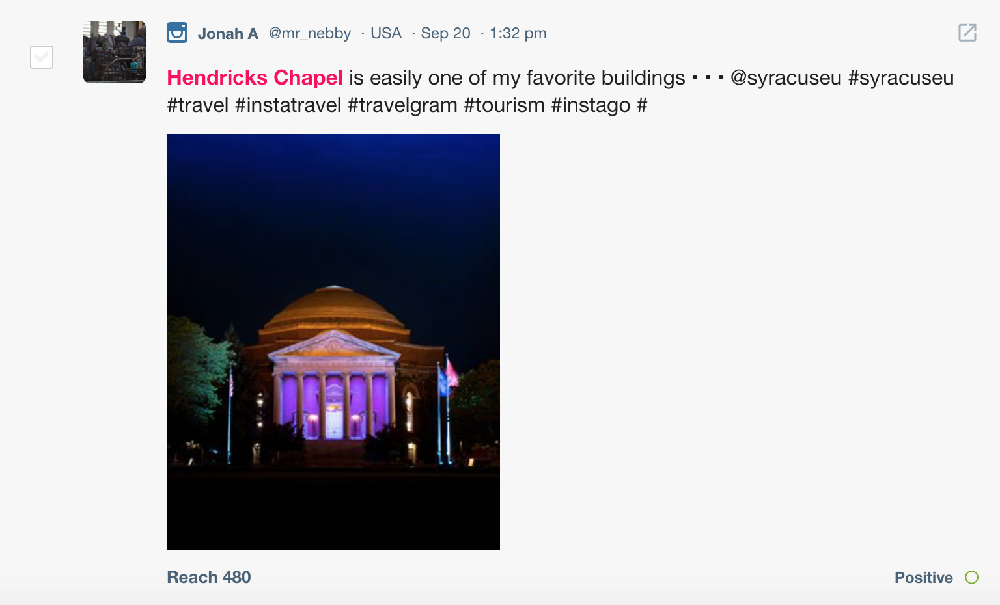 Jonah A @mr_nebby · USA · Sep 20 · 1:32 pm
Hendricks Chapel is easily one of my favorite buildings • • • @syracuseu #syracuseu
#travel #instatravel #travelgram #tourism #instago #
Reach 480
Positive